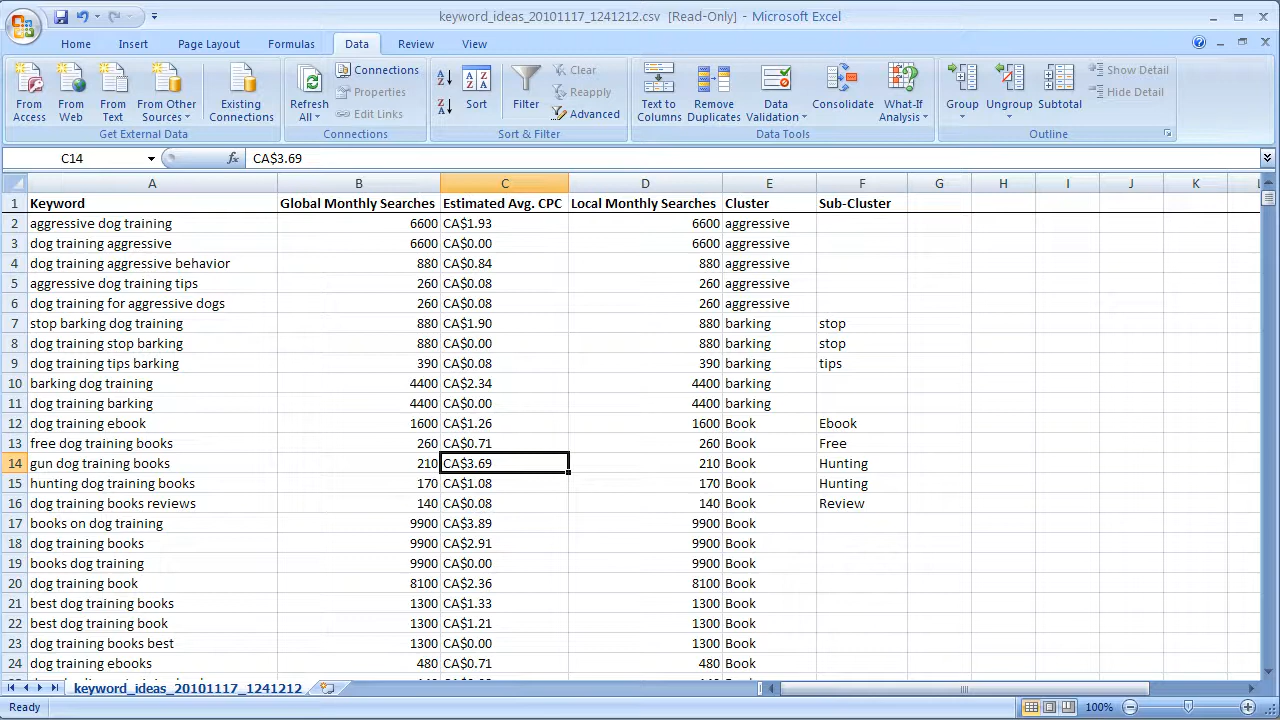 keyword_ideas_20101117_1241212.csv [Read-Only] - Microsoft Excel
Home Insert Page Layout Formulas Data Review View
From Access From Web From Text From Other Sources Existing Connections Refresh All Connections Properties Edit Links Sort Filter Clear Reapply Advanced Text to Columns Remove Duplicates Data Validation Consolidate What-If Analysis Group Ungroup Subtotal Show Detail Hide Detail
Get External Data Connections Sort & Filter Data Tools Outline
C14 fx CA$3.69
A B C D E F G H I J K L
1 Keyword Global Monthly Searches Estimated Avg. CPC Local Monthly Searches Cluster Sub-Cluster
2 aggressive dog training 6600 CA$1.93 6600 aggressive
3 dog training aggressive 6600 CA$0.00 6600 aggressive
4 dog training aggressive behavior 880 CA$0.84 880 aggressive
5 aggressive dog training tips 260 CA$0.08 260 aggressive
6 dog training for aggressive dogs 260 CA$0.08 260 aggressive
7 stop barking dog training 880 CA$1.90 880 barking stop
8 dog training stop barking 880 CA$0.00 880 barking stop
9 dog training tips barking 390 CA$0.08 390 barking tips
10 barking dog training 4400 CA$2.34 4400 barking
11 dog training barking 4400 CA$0.00 4400 barking
12 dog training ebook 1600 CA$1.26 1600 Book Ebook
13 free dog training books 260 CA$0.71 260 Book Free
14 gun dog training books 210 CA$3.69 210 Book Hunting
15 hunting dog training books 170 CA$1.08 170 Book Hunting
16 dog training books reviews 140 CA$0.08 140 Book Review
17 books on dog training 9900 CA$3.89 9900 Book
18 dog training books 9900 CA$2.91 9900 Book
19 books dog training 9900 CA$0.00 9900 Book
20 dog training book 8100 CA$2.36 8100 Book
21 best dog training books 1300 CA$1.33 1300 Book
22 best dog training book 1300 CA$1.21 1300 Book
23 dog training books best 1300 CA$0.00 1300 Book
24 dog training ebooks 480 CA$0.71 480 Book
keyword_ideas_20101117_1241212
Ready 100%